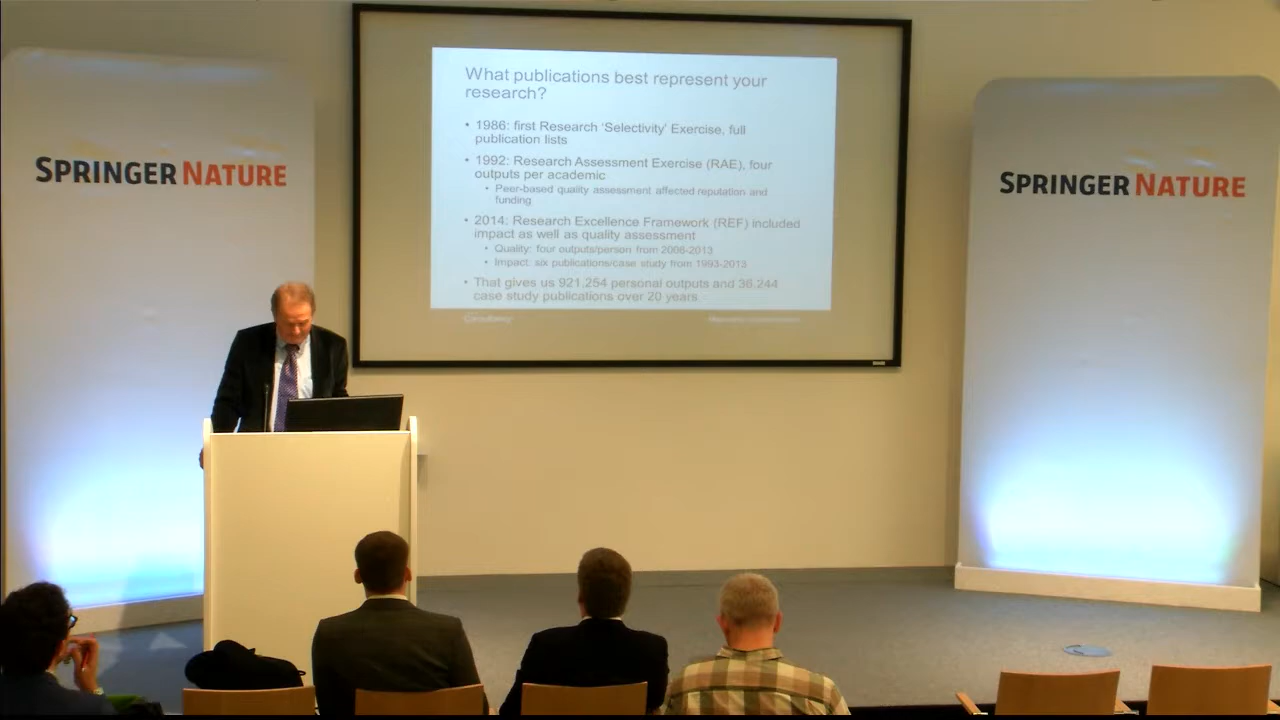 SPRINGER NATURE
What publications best represent your
research?
• 1986: first Research 'Selectivity' Exercise, full
publication lists
• 1992: Research Assessment Exercise (RAE), four
outputs per academic
• Peer-based quality assessment affected reputation and
funding
• 2014: Research Excellence Framework (REF) included
impact as well as quality assessment
• Quality: four outputs/person from 2008-2013
• Impact: six publications/case study from 1993-2013
• That gives us 921,254 personal outputs and 36,244
case study publications over 20 years
Consultancy
SPRINGER NATURE